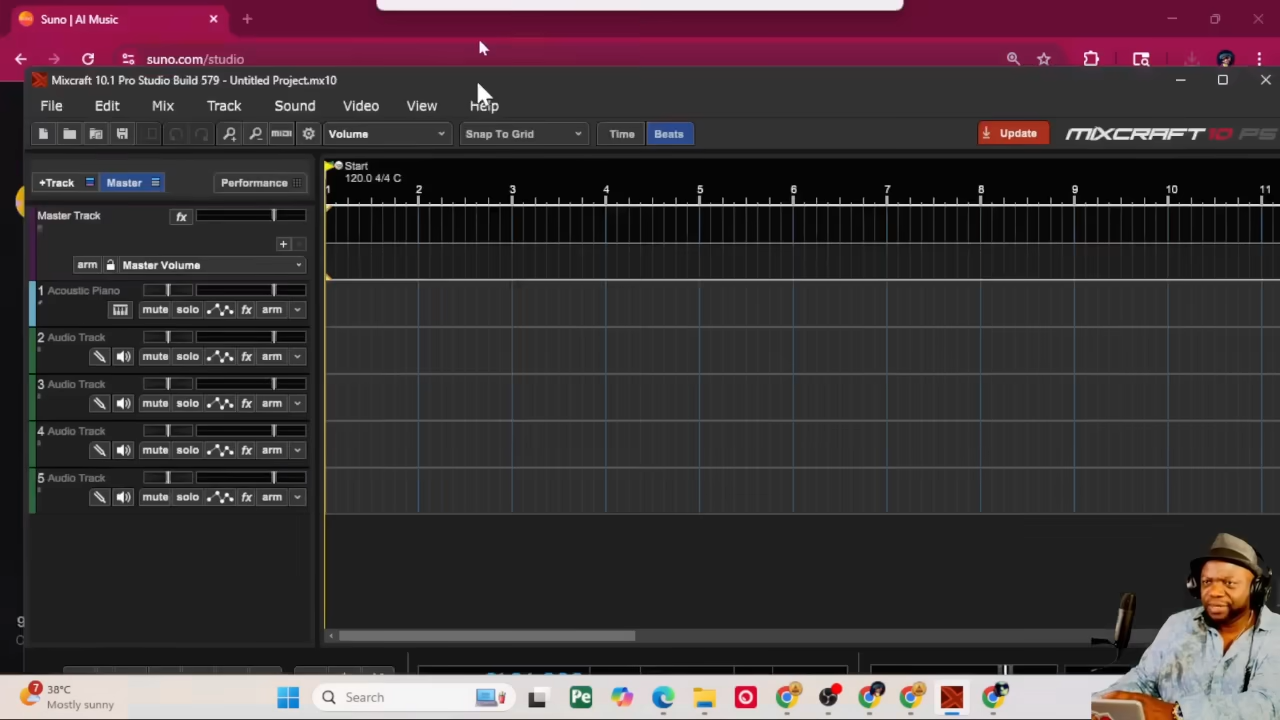 Suno | AI Music
suno.com/studio
Mixcraft 10.1 Pro Studio Build 579 - Untitled Project.mx10
File Edit Mix Track Sound Video View Help
MIDI Volume Snap To Grid Time Beats Update MIXCRAFT 10 PS
+Track Master Performance
Start
120.0 4/4 C
1 2 3 4 5 6 7 8 9 10 11
Master Track fx
arm Master Volume
1 Acoustic Piano
mute solo fx arm
2 Audio Track
mute solo fx arm
3 Audio Track
mute solo fx arm
4 Audio Track
mute solo fx arm
5 Audio Track
mute solo fx arm
7 38°C
Mostly sunny
Search
Pe